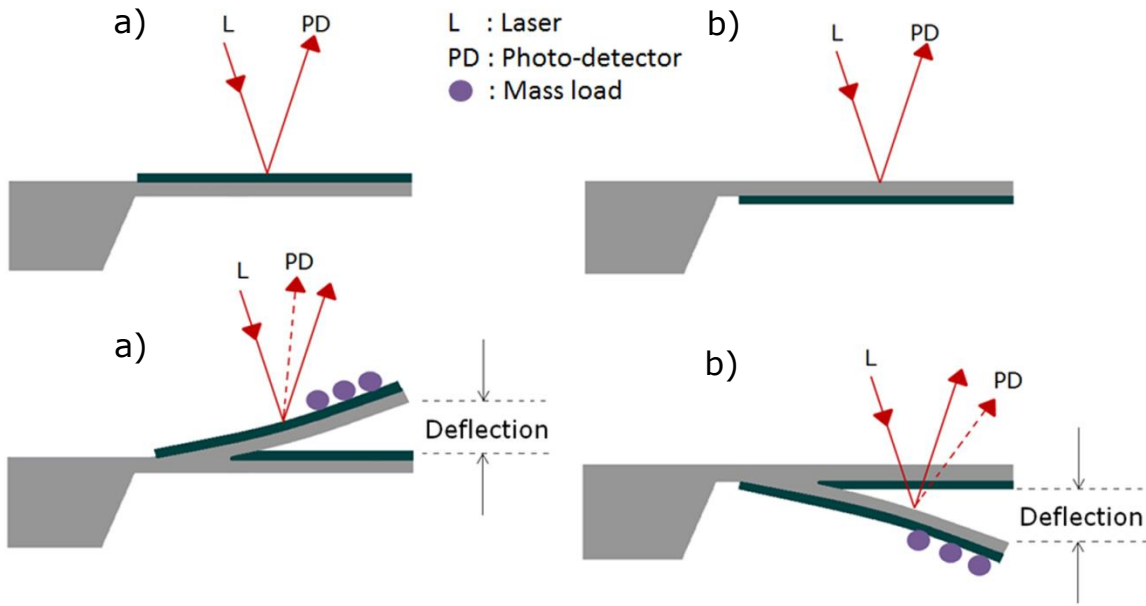 a)
L PD
L : Laser
PD : Photo-detector
: Mass load
b)
L PD
a)
L PD
Deflection
b)
L
PD
Deflection